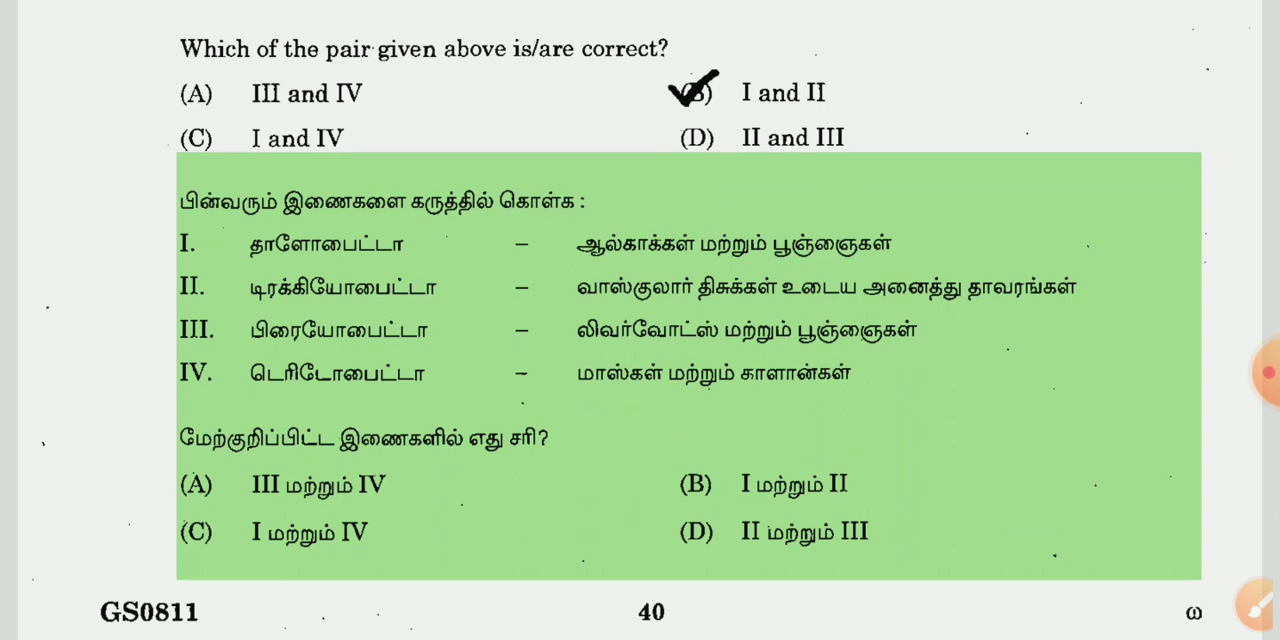 Which of the pair given above is/are correct?
(A) III and IV (B) I and II
(C) I and IV (D) II and III
பின்வரும் இணைகளை கருத்தில் கொள்க :
I. தாலோபைட்டா – ஆல்காக்கள் மற்றும் பூஞ்ஞைகள்
II. டிரக்கியோபைட்டா – வாஸ்குலார் திசுக்கள் உடைய அனைத்து தாவரங்கள்
III. பிரையோபைட்டா – லிவர்வோட்ஸ் மற்றும் பூஞ்ஞைகள்
IV. டெரிடோபைட்டா – மாஸ்கள் மற்றும் காளான்கள்
மேற்குறிப்பிட்ட இணைகளில் எது சரி?
(A) III மற்றும் IV (B) I மற்றும் II
(C) I மற்றும் IV (D) II மற்றும் III
GS0811 40 ω